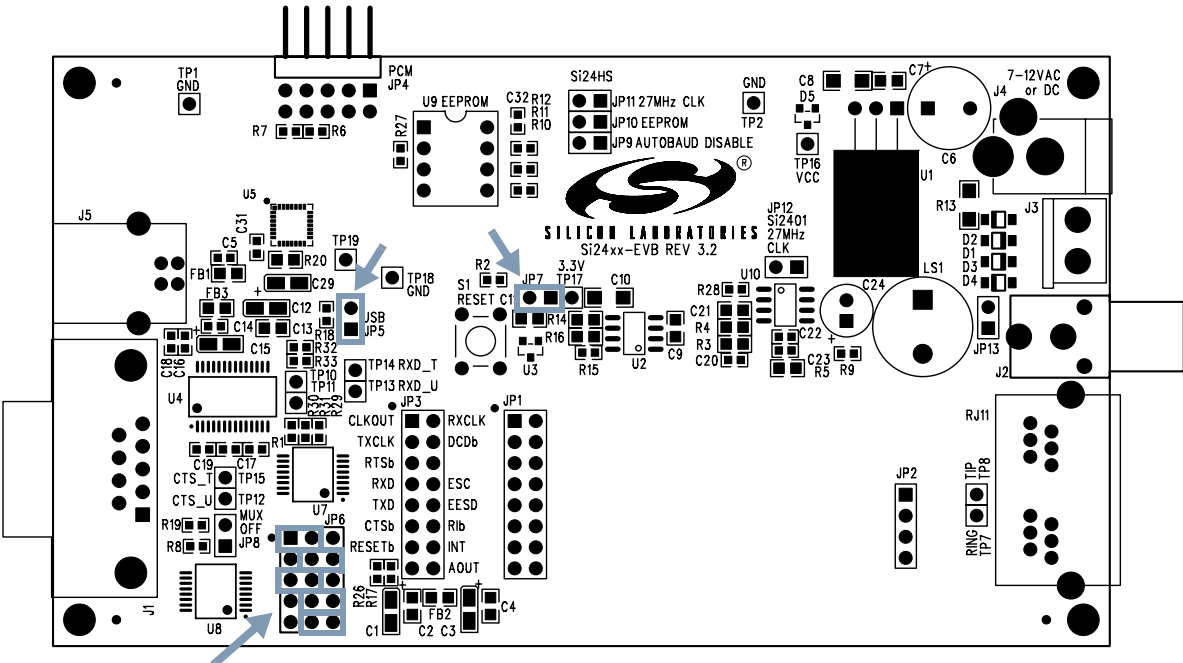 TP1
GND
PCM
JP4
R7
R6
U9 EEPROM
R27
C32
R12
R11
R10
Si24HS
JP11 27MHz CLK
JP10 EEPROM
JP9 AUTOBAUD DISABLE
GND
TP2
C8
D5
TP16
VCC
C7
+
C6
7-12VAC
or DC
J4
U1
R13
J3
D2
D1
D3
D4
®
SILICON LABORATORIES
Si24xx-EVB REV 3.2
JP12
Si2401
27MHz
CLK
U5
J5
C31
C5
FB1
R20
TP19
C29
TP18
GND
FB3
+
C12
C14
C13
R18
USB
JP5
+
C15
C18
C16
R32
R33
R2
S1
RESET
JP7
3.3V
TP17
C10
R14
R16
U3
R15
U2
C9
U10
R28
C21
R4
R3
C20
C22
C23
R5
R9
+
C24
LS1
JP13
J2
TP10
TP11
TP14 RXD_T
TP13 RXD_U
U4
R30
R31
R29
R1
C19
C17
CTS_T
TP15
CTS_U
TP12
MUX
OFF
JP8
R19
R8
U7
JP6
U8
J1
JP3
JP1
CLKOUT
RXCLK
TXCLK
DCDb
RTSb
RXD
ESC
TXD
EESD
CTSb
RIb
RESETb
INT
AOUT
R26
R17
+
+
C1
C2
FB2
C3
C4
RJ11
JP2
TIP
TP8
RING
TP7